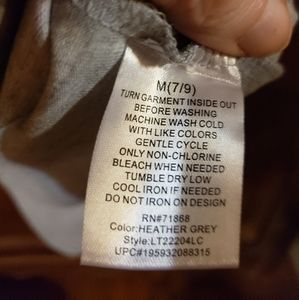 M(7/9)
TURN GARMENT INSIDE OUT
BEFORE WASHING
MACHINE WASH COLD
WITH LIKE COLORS
GENTLE CYCLE
ONLY NON-CHLORINE
BLEACH WHEN NEEDED
TUMBLE DRY LOW
COOL IRON IF NEEDED
DO NOT IRON ON DESIGN
RN#71868
Color:HEATHER GREY
Style:LT22204LC
UPC#195932088315